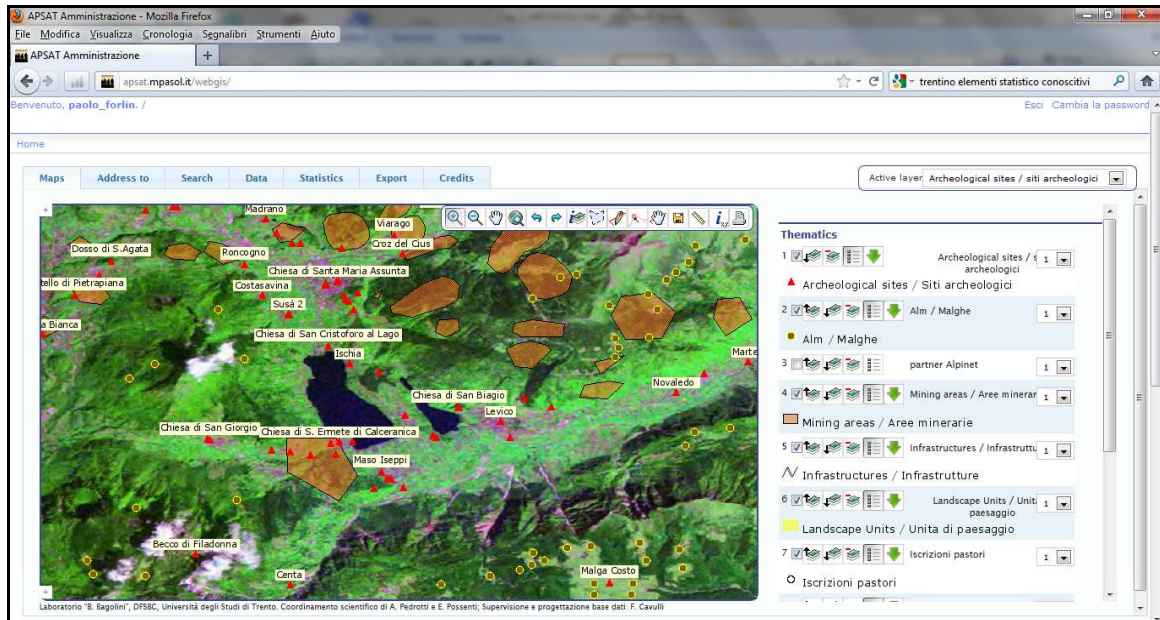 APSAT Amministrazione - Mozilla Firefox
File Modifica Visualizza Cronologia Segnalibri Strumenti Aiuto
APSAT Amministrazione
apsat.mpasol.it/webgis/
trentino elementi statistico conoscitivi
Benvenuto, paolo_forlin. /
Esci Cambia la password
Home
Maps Address to Search Data Statistics Export Credits
Active layer Archeological sites / siti archeologici
Madrano
Viarago
Dosso di S.Agata
Roncogno
Croz del Cius
Chiesa di Santa Maria Assunta
tello di Pietrapiana
Costasavina
Susà 2
a Bianca
Chiesa di San Cristoforo al Lago
Ischia
Marte
Novaledo
Chiesa di San Biagio
Levico
Chiesa di San Giorgio
Chiesa di S. Ermete di Calceranica
Maso Iseppi
Becco di Filadonna
Centa
Malga Costo
Thematics
1 Archeological sites / s 1
archeologici
Archeological sites / Siti archeologici
2 Alm / Malghe 1
Alm / Malghe
3 partner Alpinet 1
4 Mining areas / Aree minerar 1
Mining areas / Aree minerarie
5 Infrastructures / Infrastruttu 1
Infrastructures / Infrastrutture
6 Landscape Units / Unit 1
paesaggio
Landscape Units / Unita di paesaggio
7 Iscrizioni pastori 1
Iscrizioni pastori
Laboratorio "B. Bagolini", DFSBC, Università degli Studi di Trento. Coordinamento scientifico di A. Pedrotti e E. Possenti; Supervisione e progettazione base dati: F. Cavulli